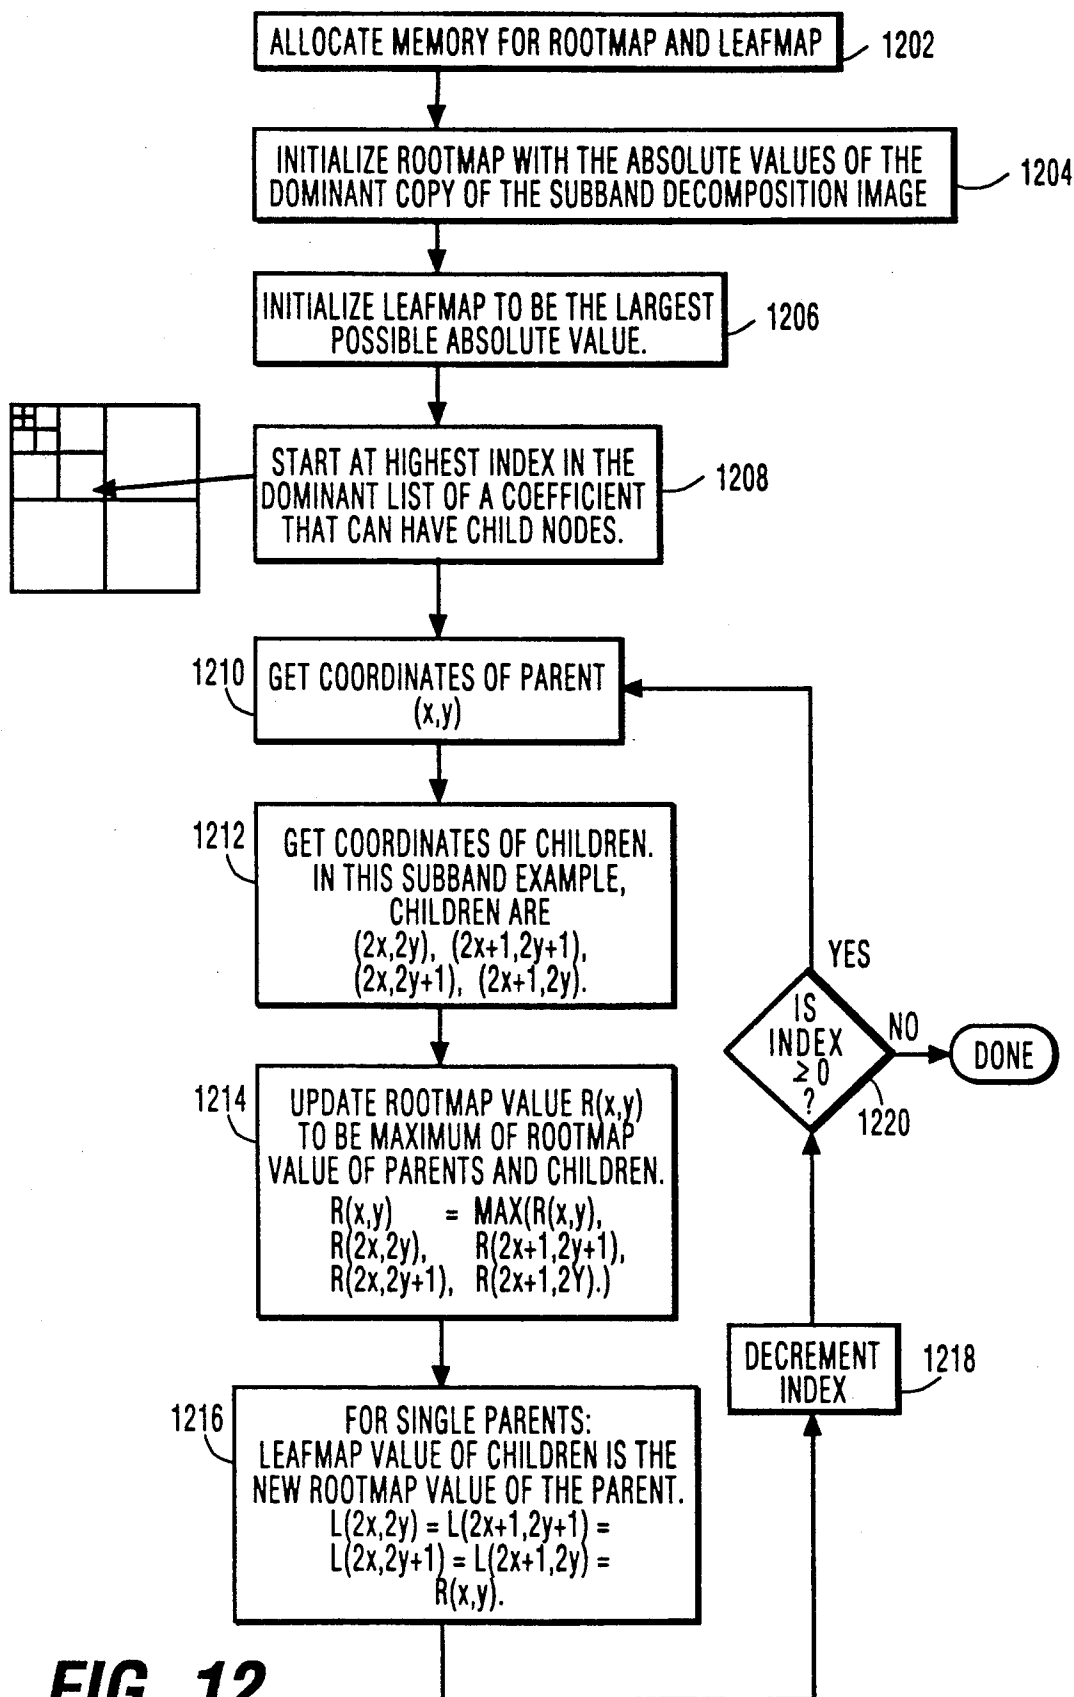 ALLOCATE MEMORY FOR ROOTMAP AND LEAFMAP
1202
INITIALIZE ROOTMAP WITH THE ABSOLUTE VALUES OF THE
DOMINANT COPY OF THE SUBBAND DECOMPOSITION IMAGE
1204
INITIALIZE LEAFMAP TO BE THE LARGEST
POSSIBLE ABSOLUTE VALUE.
1206
START AT HIGHEST INDEX IN THE
DOMINANT LIST OF A COEFFICIENT
THAT CAN HAVE CHILD NODES.
1208
1210
GET COORDINATES OF PARENT
(x,y)
1212
GET COORDINATES OF CHILDREN.
IN THIS SUBBAND EXAMPLE,
CHILDREN ARE
(2x,2y), (2x+1,2y+1),
(2x,2y+1), (2x+1,2y).
YES
IS
INDEX
≥0
?
NO
DONE
1220
1214
UPDATE ROOTMAP VALUE R(x,y)
TO BE MAXIMUM OF ROOTMAP
VALUE OF PARENTS AND CHILDREN.
R(x,y) = MAX(R(x,y),
R(2x,2y), R(2x+1,2y+1),
R(2x,2y+1), R(2x+1,2Y).)
DECREMENT
INDEX
1218
1216
FOR SINGLE PARENTS:
LEAFMAP VALUE OF CHILDREN IS THE
NEW ROOTMAP VALUE OF THE PARENT.
L(2x,2y) = L(2x+1,2y+1) =
L(2x,2y+1) = L(2x+1,2y) =
R(x,y).
FIG. 12